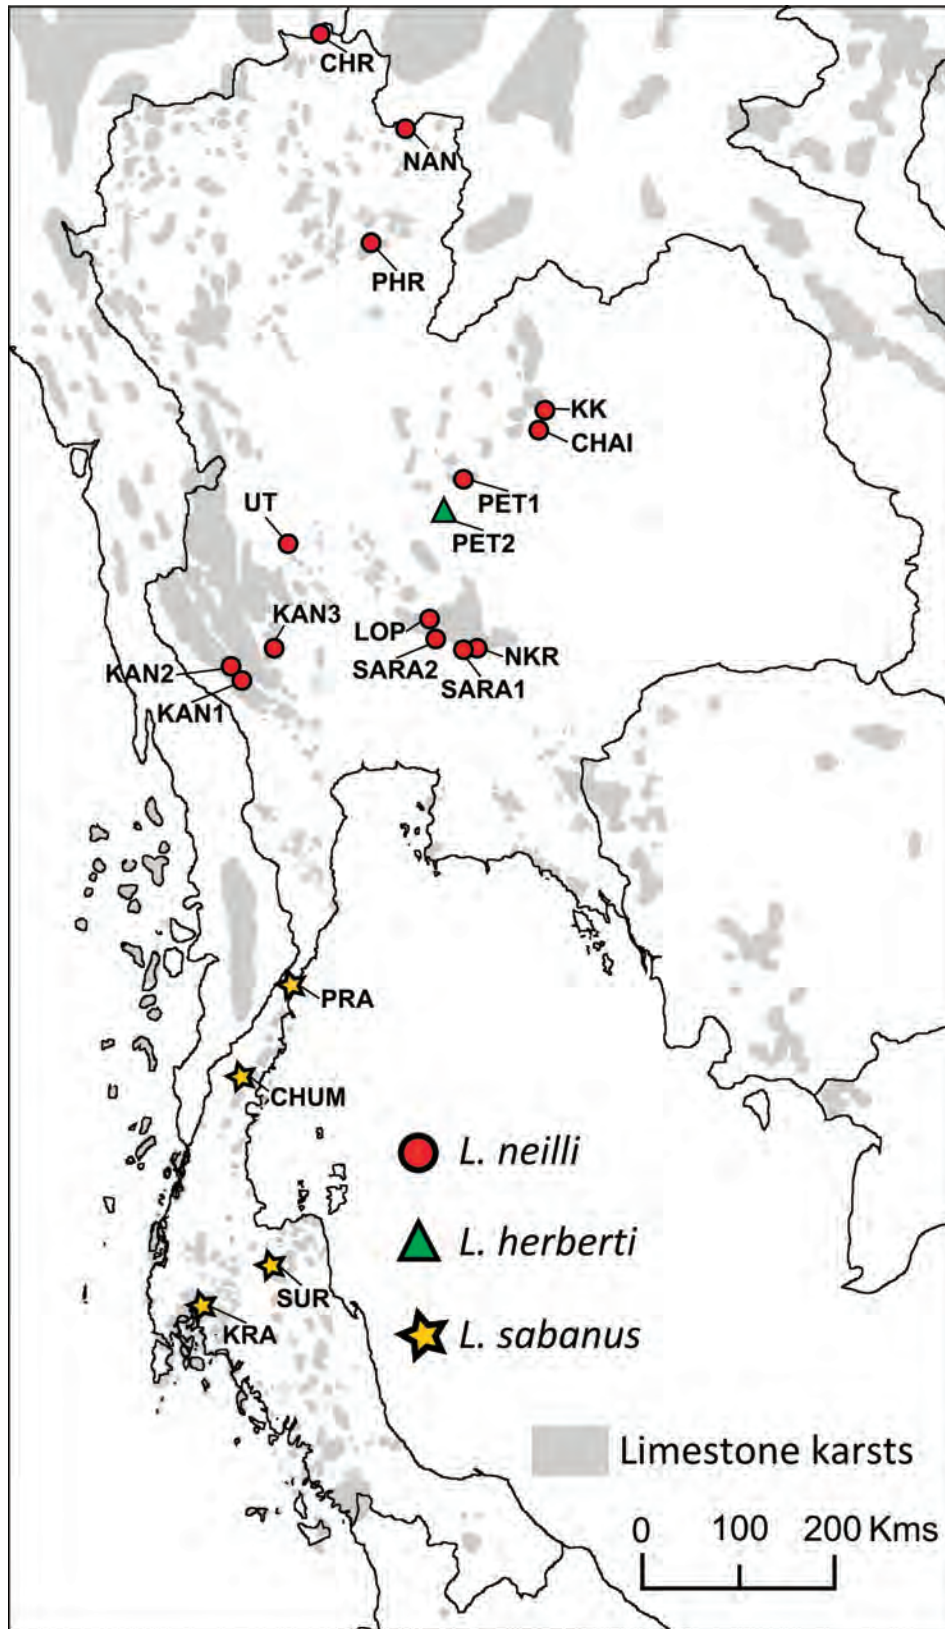 CHR
NAN
PHR
KK
CHAI
PET1
UT
PET2
KAN3
LOP
KAN2
SARA2
NKR
SARA1
KAN1
PRA
CHUM
L. neilli
L. herberti
SUR
KRA
L. sabanus
Limestone karsts
0 100 200 Kms